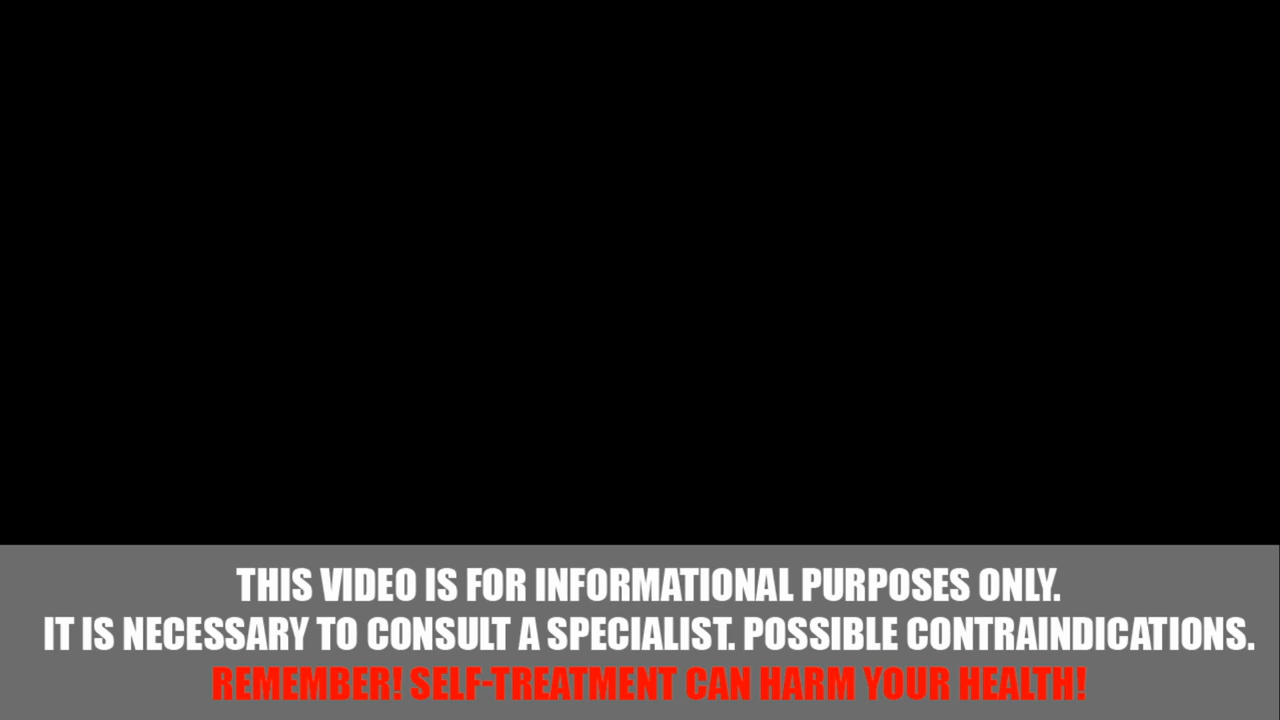 THIS VIDEO IS FOR INFORMATIONAL PURPOSES ONLY.
IT IS NECESSARY TO CONSULT A SPECIALIST. POSSIBLE CONTRAINDICATIONS.
REMEMBER! SELF-TREATMENT CAN HARM YOUR HEALTH!